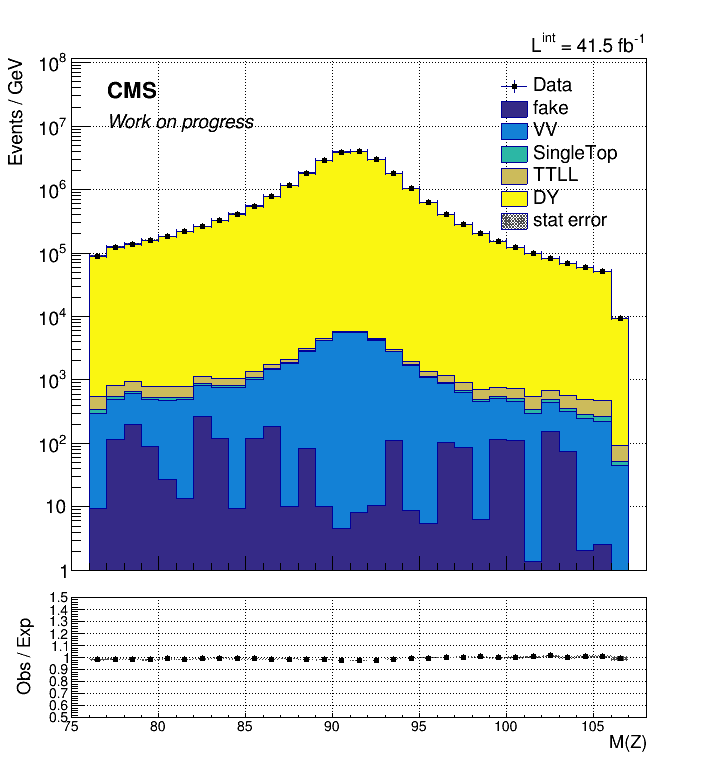 L^int = 41.5 fb^-1
Events / GeV
10^8
10^7
10^6
10^5
10^4
10^3
10^2
10
1
CMS
Work on progress
Data
fake
VV
SingleTop
TTLL
DY
stat error
Obs / Exp
1.5
1.4
1.3
1.2
1.1
1
0.9
0.8
0.7
0.6
0.5
75 80 85 90 95 100 105
M(Z)